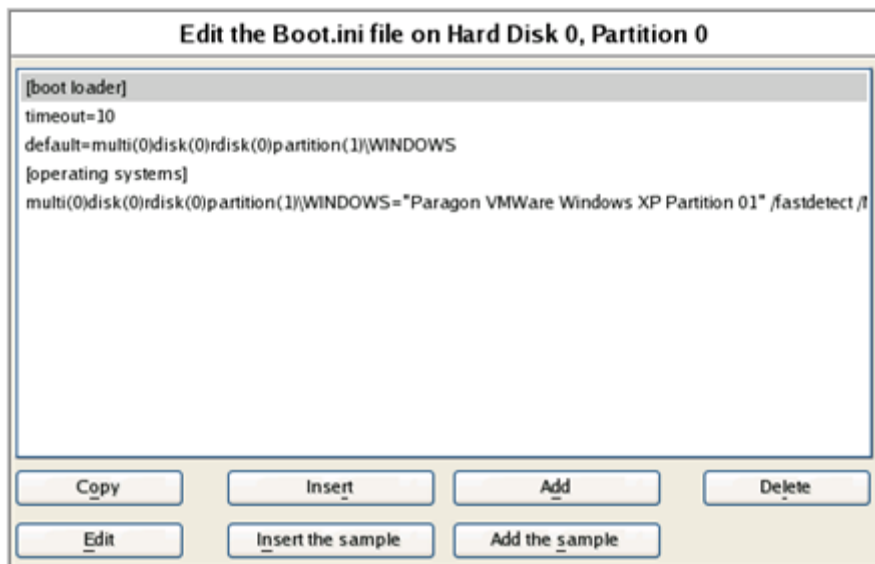 Edit the Boot.ini file on Hard Disk 0, Partition 0
[boot loader]
timeout=10
default=multi(0)disk(0)rdisk(0)partition(1)\WINDOWS
[operating systems]
multi(0)disk(0)rdisk(0)partition(1)\WINDOWS="Paragon VMWare Windows XP Partition 01" /fastdetect
Copy Insert Add Delete
Edit Insert the sample Add the sample